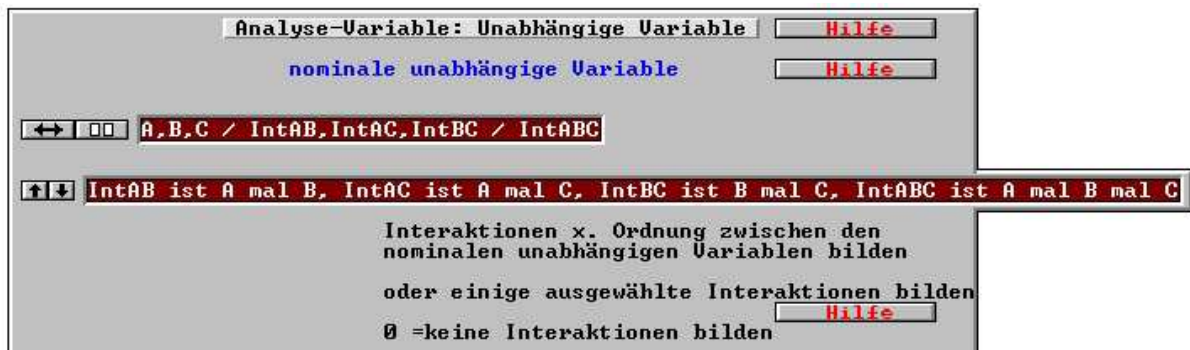 Analyse-Variable: Unabhängige Variable Hilfe
nominale unabhängige Variable Hilfe
A,B,C / IntAB,IntAC,IntBC / IntABC
IntAB ist A mal B, IntAC ist A mal C, IntBC ist B mal C, IntABC ist A mal B mal C
Interaktionen x. Ordnung zwischen den
nominalen unabhängigen Variablen bilden
oder einige ausgewählte Interaktionen bilden
Hilfe
0 =keine Interaktionen bilden